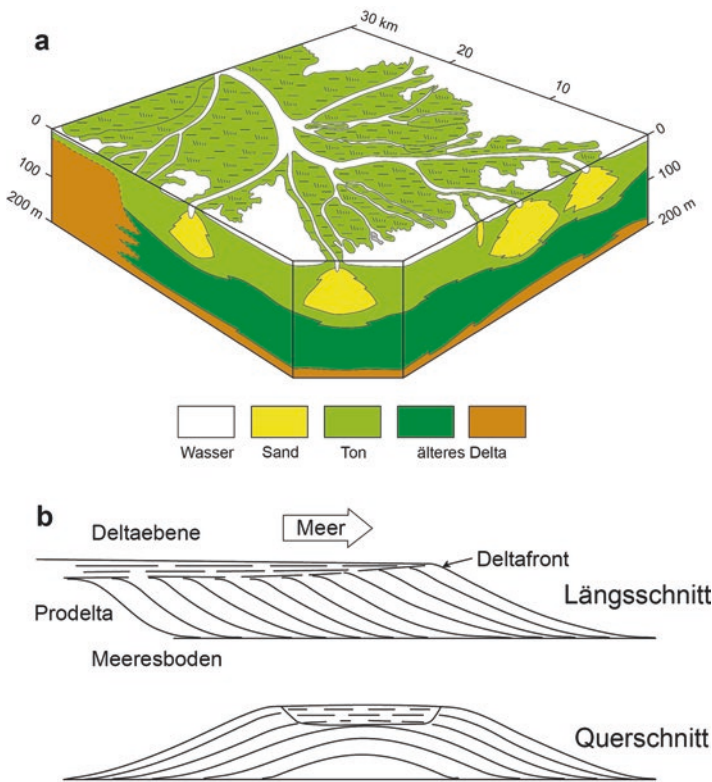 a
30 km
20
10
0
100
200 m
0
100
200 m
Wasser
Sand
Ton
älteres Delta
b
Deltaebene
Meer
Deltafront
Längsschnitt
Prodelta
Meeresboden
Querschnitt